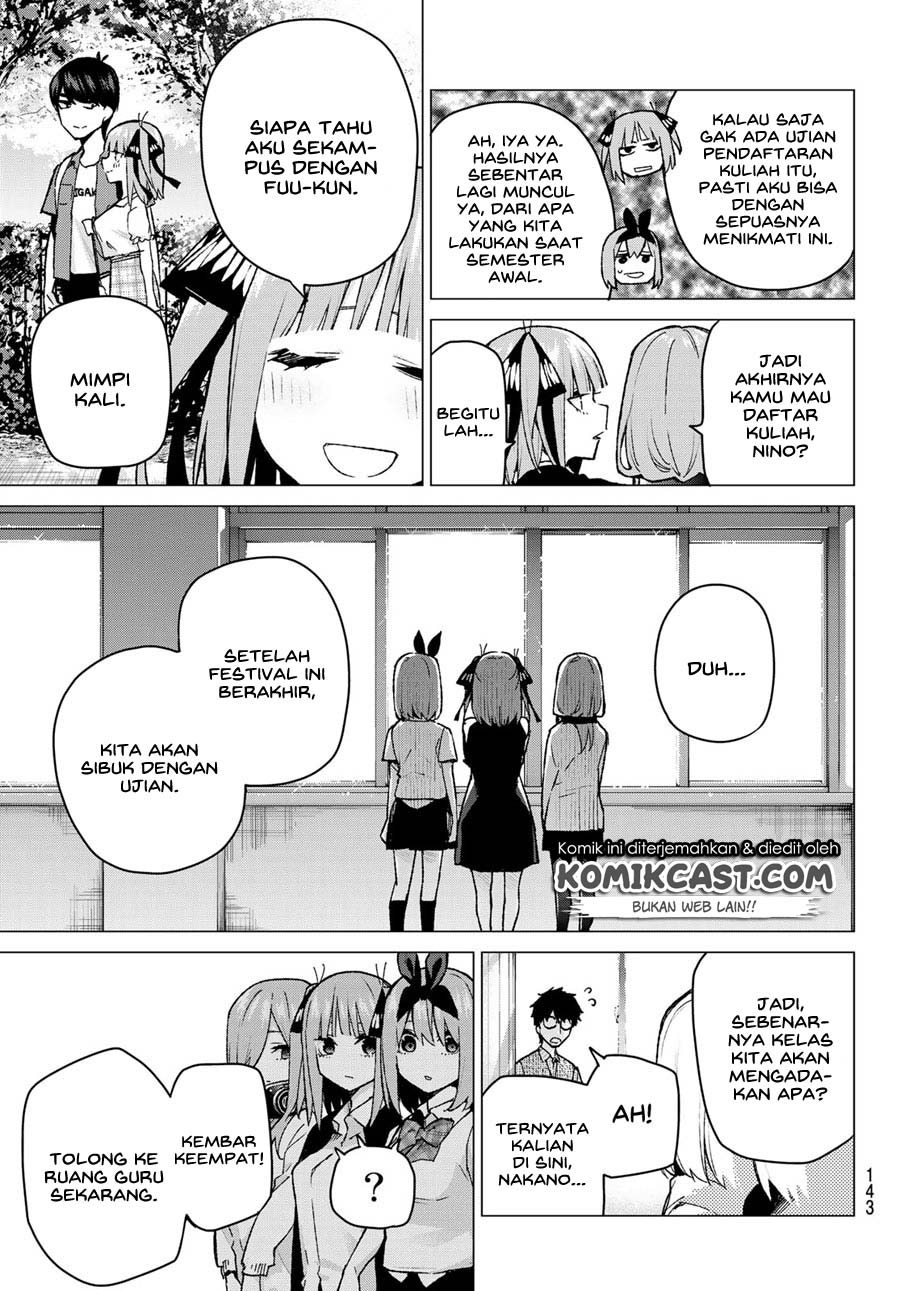 KALAU SAJA
GAK ADA UJIAN
PENDAFTARAN
KULIAH ITU,
PASTI AKU BISA
DENGAN
SEPUASNYA
MENIKMATI INI.
AH, IYA YA.
HASILNYA
SEBENTAR
LAGI MUNCUL
YA, DARI APA
YANG KITA
LAKUKAN SAAT
SEMESTER
AWAL.
JADI
AKHIRNYA
KAMU MAU
DAFTAR
KULIAH,
NINO?
BEGITU
LAH...
SIAPA TAHU
AKU SEKAM-
PUS DENGAN
FUU-KUN.
IGAK
MIMPI
KALI.
DUH...
SETELAH
FESTIVAL INI
BERAKHIR,
KITA AKAN
SIBUK DENGAN
UJIAN.
Komik ini diterjemahkan & diedit oleh
KOMIKCAST.COM
BUKAN WEB LAIN!!
JADI,
SEBENAR-
NYA KELAS
KITA AKAN
MENGADA-
KAN APA?
AH!
TERNYATA
KALIAN
DI SINI,
NAKANO...
KEMBAR
KEEMPAT!
TOLONG KE
RUANG GURU
SEKARANG.
?
143